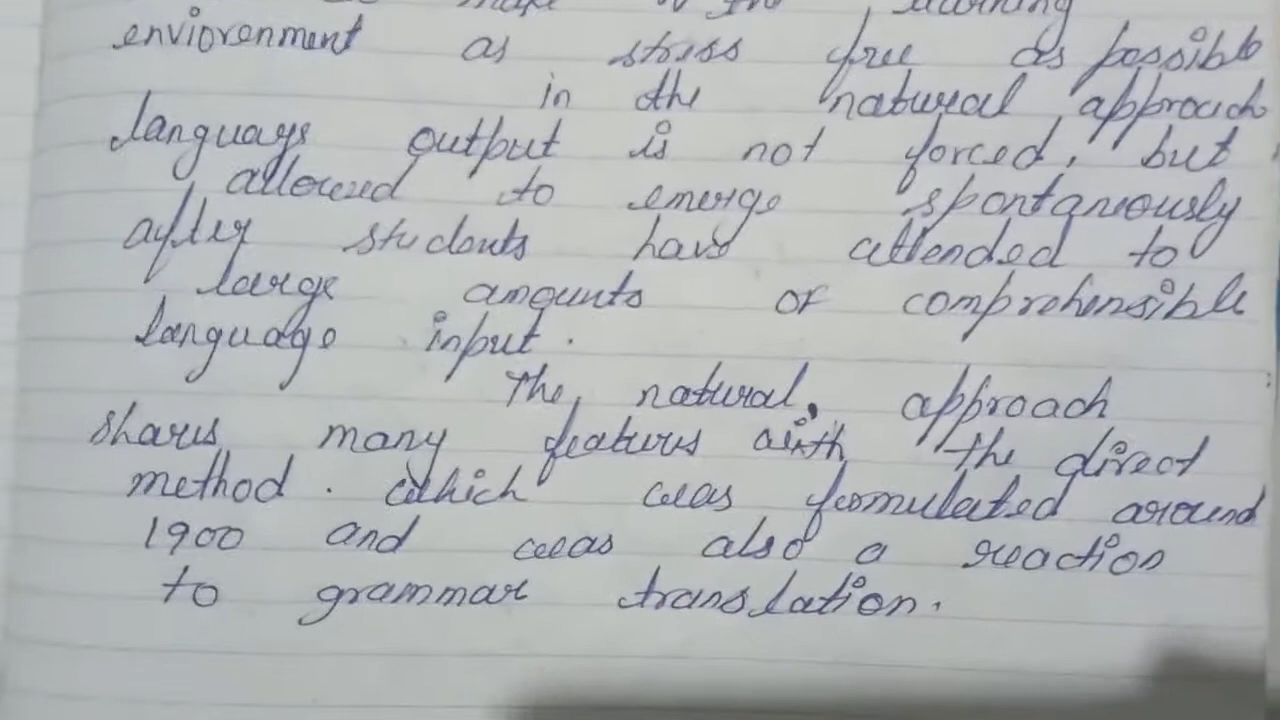 learning
enviorenment as stress free as possible
in the natural approach
language output is not forced, but
allowed to emerge spontaneously
after students have attended to
large amounts of comprehensible
language input.
The natural, approach
shares many features with the direct
method. which was formulated around
1900 and was also a reaction
to grammar translation.